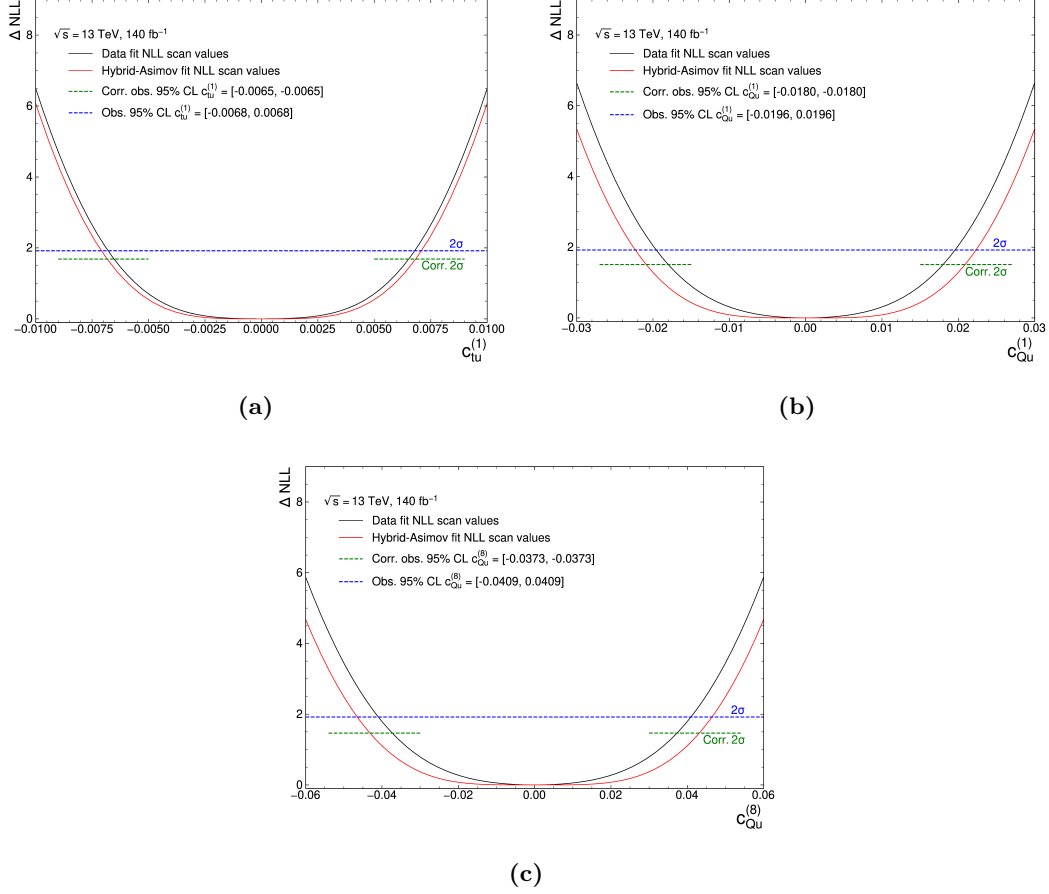 Δ NLL
√s = 13 TeV, 140 fb⁻¹
Data fit NLL scan values
Hybrid-Asimov fit NLL scan values
Corr. obs. 95% CL c_tu^(1) = [-0.0065, -0.0065]
Obs. 95% CL c_tu^(1) = [-0.0068, 0.0068]
8
6
4
2
0
2σ
Corr. 2σ
−0.0100 −0.0075 −0.0050 −0.0025 0.0000 0.0025 0.0050 0.0075 0.0100
c_tu^(1)
(a)
Δ NLL
√s = 13 TeV, 140 fb⁻¹
Data fit NLL scan values
Hybrid-Asimov fit NLL scan values
Corr. obs. 95% CL c_Qu^(1) = [-0.0180, -0.0180]
Obs. 95% CL c_Qu^(1) = [-0.0196, 0.0196]
8
6
4
2
0
2σ
Corr. 2σ
−0.03 −0.02 −0.01 0.00 0.01 0.02 0.03
c_Qu^(1)
(b)
Δ NLL
√s = 13 TeV, 140 fb⁻¹
Data fit NLL scan values
Hybrid-Asimov fit NLL scan values
Corr. obs. 95% CL c_Qu^(8) = [-0.0373, -0.0373]
Obs. 95% CL c_Qu^(8) = [-0.0409, 0.0409]
8
6
4
2
0
2σ
Corr. 2σ
−0.06 −0.04 −0.02 0.00 0.02 0.04 0.06
c_Qu^(8)
(c)